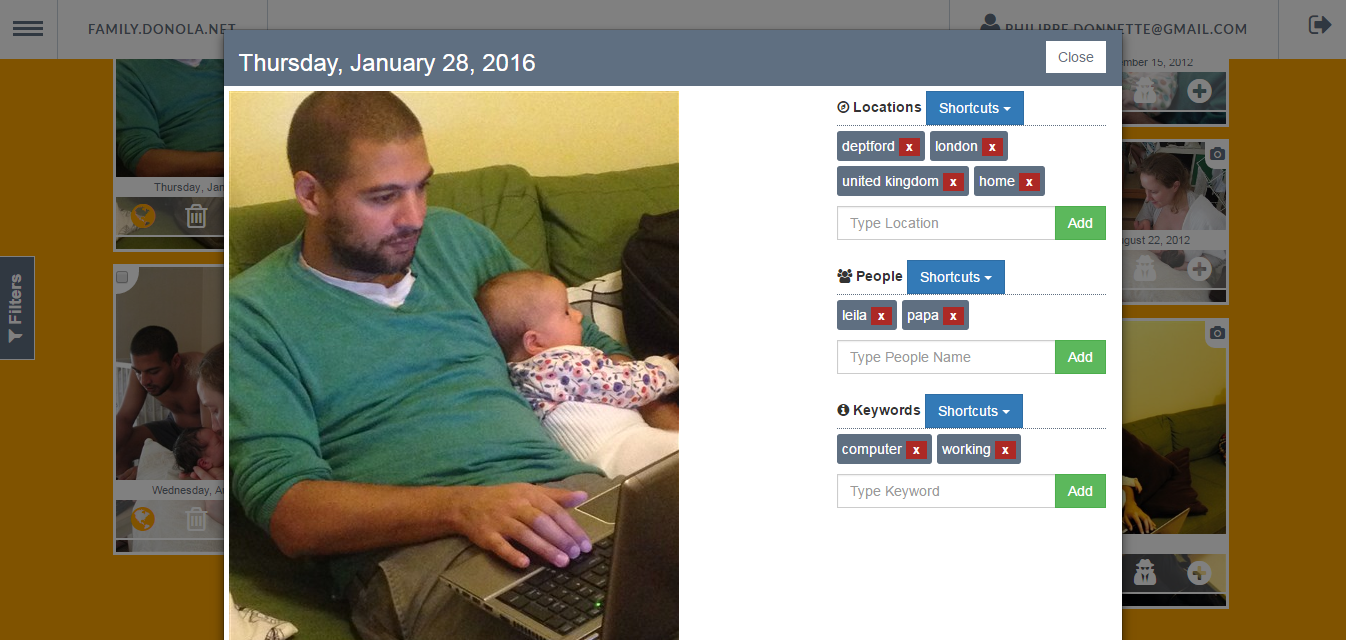 FAMILY.DONOLA.NET
PHILIPPE.DONNETTE@GMAIL.COM
Thursday, January 28, 2016
Close
Thursday, Jan
Wednesday, A
Filters
Locations Shortcuts
deptford x london x
united kingdom x home x
Type Location Add
People Shortcuts
leila x papa x
Type People Name Add
Keywords Shortcuts
computer x working x
Type Keyword Add
mber 15, 2012
gust 22, 2012